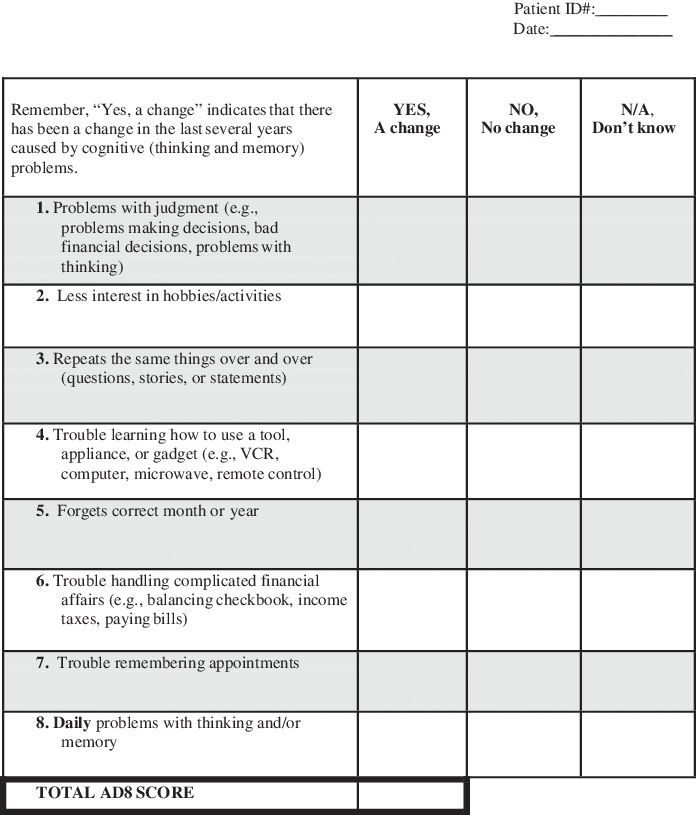 Patient ID#:_________
Date:_______________
Remember, “Yes, a change” indicates that there
has been a change in the last several years
caused by cognitive (thinking and memory)
problems.
YES,
A change
NO,
No change
N/A,
Don’t know
1. Problems with judgment (e.g.,
problems making decisions, bad
financial decisions, problems with
thinking)
2. Less interest in hobbies/activities
3. Repeats the same things over and over
(questions, stories, or statements)
4. Trouble learning how to use a tool,
appliance, or gadget (e.g., VCR,
computer, microwave, remote control)
5. Forgets correct month or year
6. Trouble handling complicated financial
affairs (e.g., balancing checkbook, income
taxes, paying bills)
7. Trouble remembering appointments
8. Daily problems with thinking and/or
memory
TOTAL AD8 SCORE